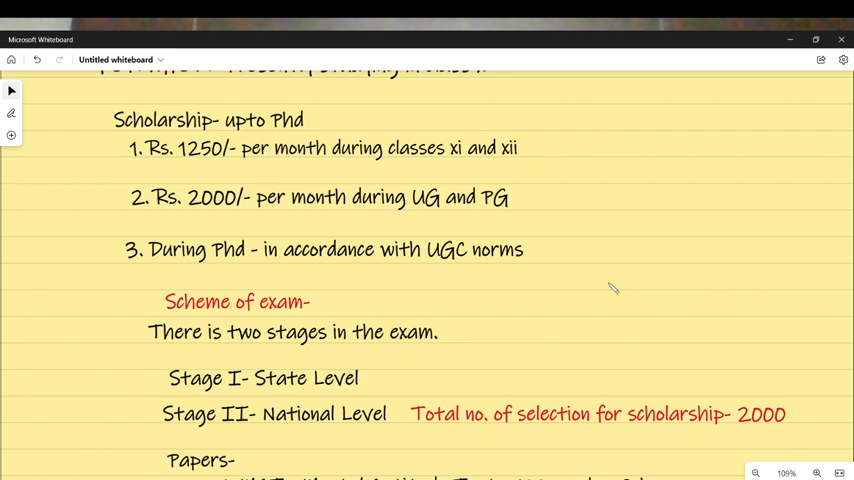 Microsoft Whiteboard
Untitled whiteboard
Scholarship- upto Phd
1. Rs. 1250/- per month during classes xi and xii
2. Rs. 2000/- per month during UG and PG
3. During Phd - in accordance with UGC norms
Scheme of exam-
There is two stages in the exam.
Stage I- State Level
Stage II- National Level Total no. of selection for scholarship- 2000
Papers-
109%